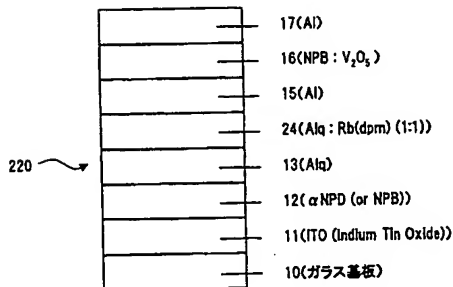 17(Al)
16(NPB : V₂O₅)
15(Al)
24(Alq : Rb(dpm) (1:1))
13(Alq)
220
12(αNPD (or NPB))
11(ITO (Indium Tin Oxide))
10(ガラス基板)